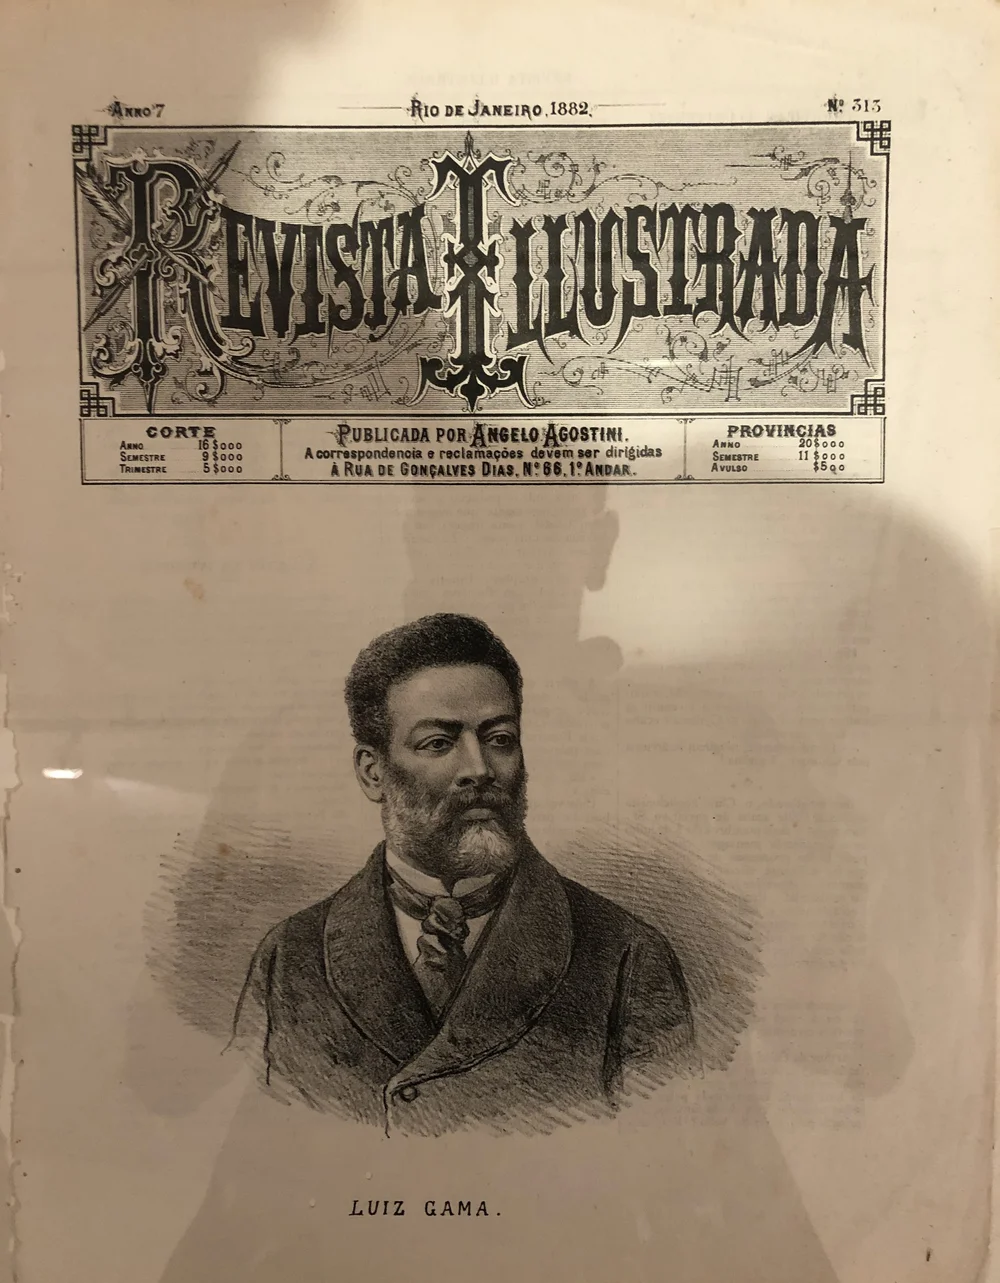 Anno 7
Rio de Janeiro, 1882,
Nº 313
Revista Illustrada
CORTE
Anno 16$000
Semestre 9$000
Trimestre 5$000
Publicada por Angelo Agostini.
A correspondencia e reclamações devem ser dirigidas
à Rua de Gonçalves Dias, Nº 66, 1º Andar.
PROVINCIAS
Anno 20$000
Semestre 11$000
Avulso $500
LUIZ GAMA.